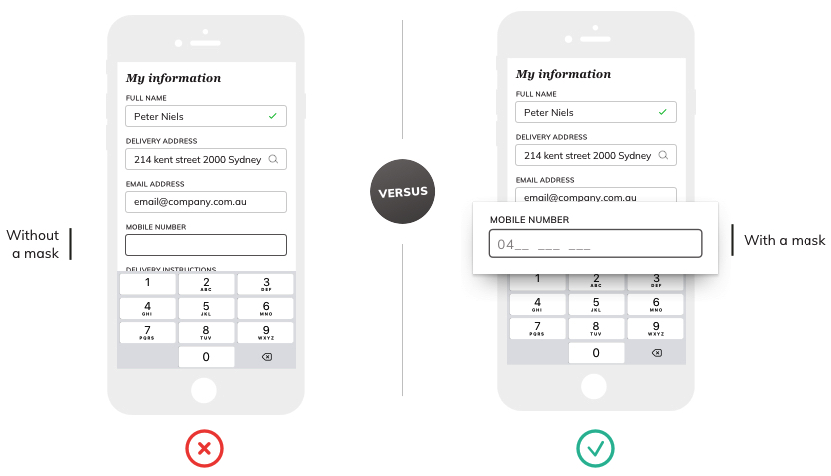 Without
a mask
My information
FULL NAME
Peter Niels
DELIVERY ADDRESS
214 kent street 2000 Sydney
EMAIL ADDRESS
email@company.com.au
MOBILE NUMBER
DELIVERY INSTRUCTIONS
1 2 3
ABC DEF
4 5 6
GHI JKL MNO
7 8 9
PQRS TUV WXYZ
0
VERSUS
My information
FULL NAME
Peter Niels
DELIVERY ADDRESS
214 kent street 2000 Sydney
EMAIL ADDRESS
email@company.com.au
MOBILE NUMBER
04__ ___ ___
1 2 3
ABC DEF
4 5 6
GHI JKL MNO
7 8 9
PQRS TUV WXYZ
0
With a mask